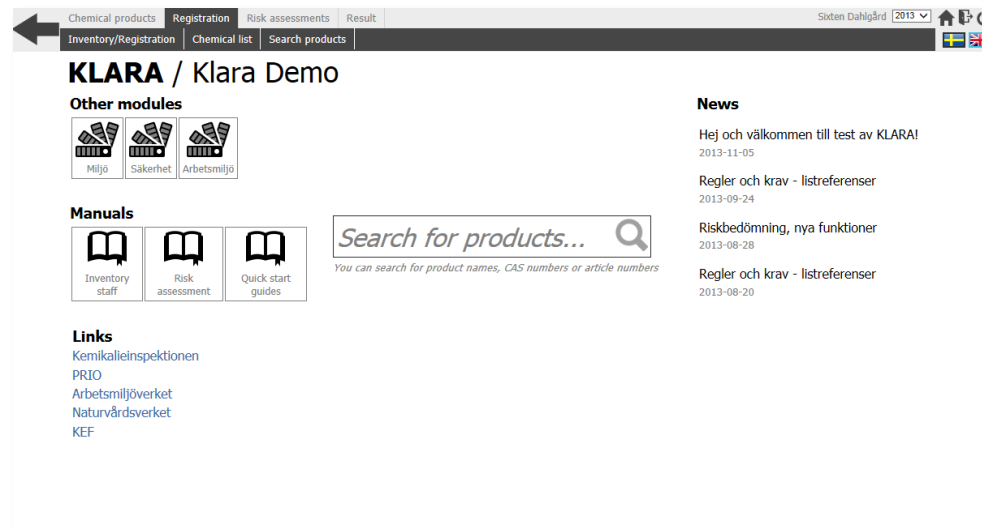 Chemical products Registration Risk assessments Result Sixten Dahlgård 2013
Inventory/Registration Chemical list Search products
KLARA / Klara Demo
Other modules
Miljö Säkerhet Arbetsmiljö
Manuals
Inventory staff
Risk assessment
Quick start guides
Search for products...
You can search for product names, CAS numbers or article numbers
Links
Kemikalieinspektionen
PRIO
Arbetsmiljöverket
Naturvårdsverket
KEF
News
Hej och välkommen till test av KLARA!
2013-11-05
Regler och krav - listreferenser
2013-09-24
Riskbedömning, nya funktioner
2013-08-28
Regler och krav - listreferenser
2013-08-20